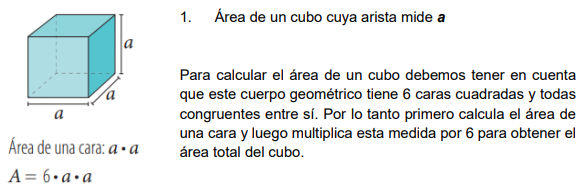 1. Área de un cubo cuya arista mide a
a
a
a
Para calcular el área de un cubo debemos tener en cuenta
que este cuerpo geométrico tiene 6 caras cuadradas y todas
congruentes entre sí. Por lo tanto primero calcula el área de
una cara y luego multiplica esta medida por 6 para obtener el
área total del cubo.
Área de una cara: a • a
A = 6 • a • a